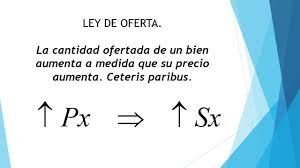 LEY DE OFERTA.
La cantidad ofertada de un bien
aumenta a medida que su precio
aumenta. Ceteris paribus.
↑ Px ⇒ ↑ Sx